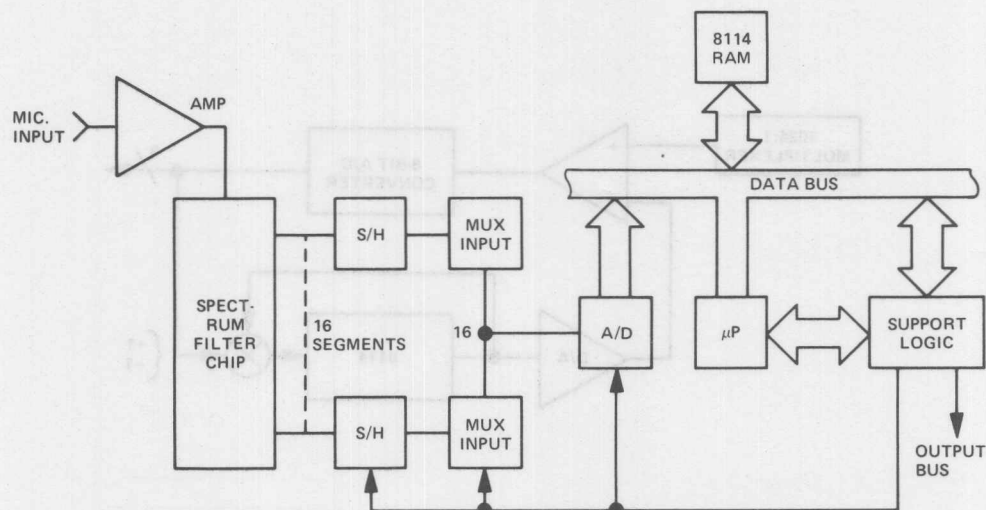 8114
RAM
MIC.
INPUT
AMP
DATA BUS
S/H
MUX
INPUT
SPECT-
RUM
FILTER
CHIP
16
SEGMENTS
16
A/D
µP
SUPPORT
LOGIC
S/H
MUX
INPUT
OUTPUT
BUS